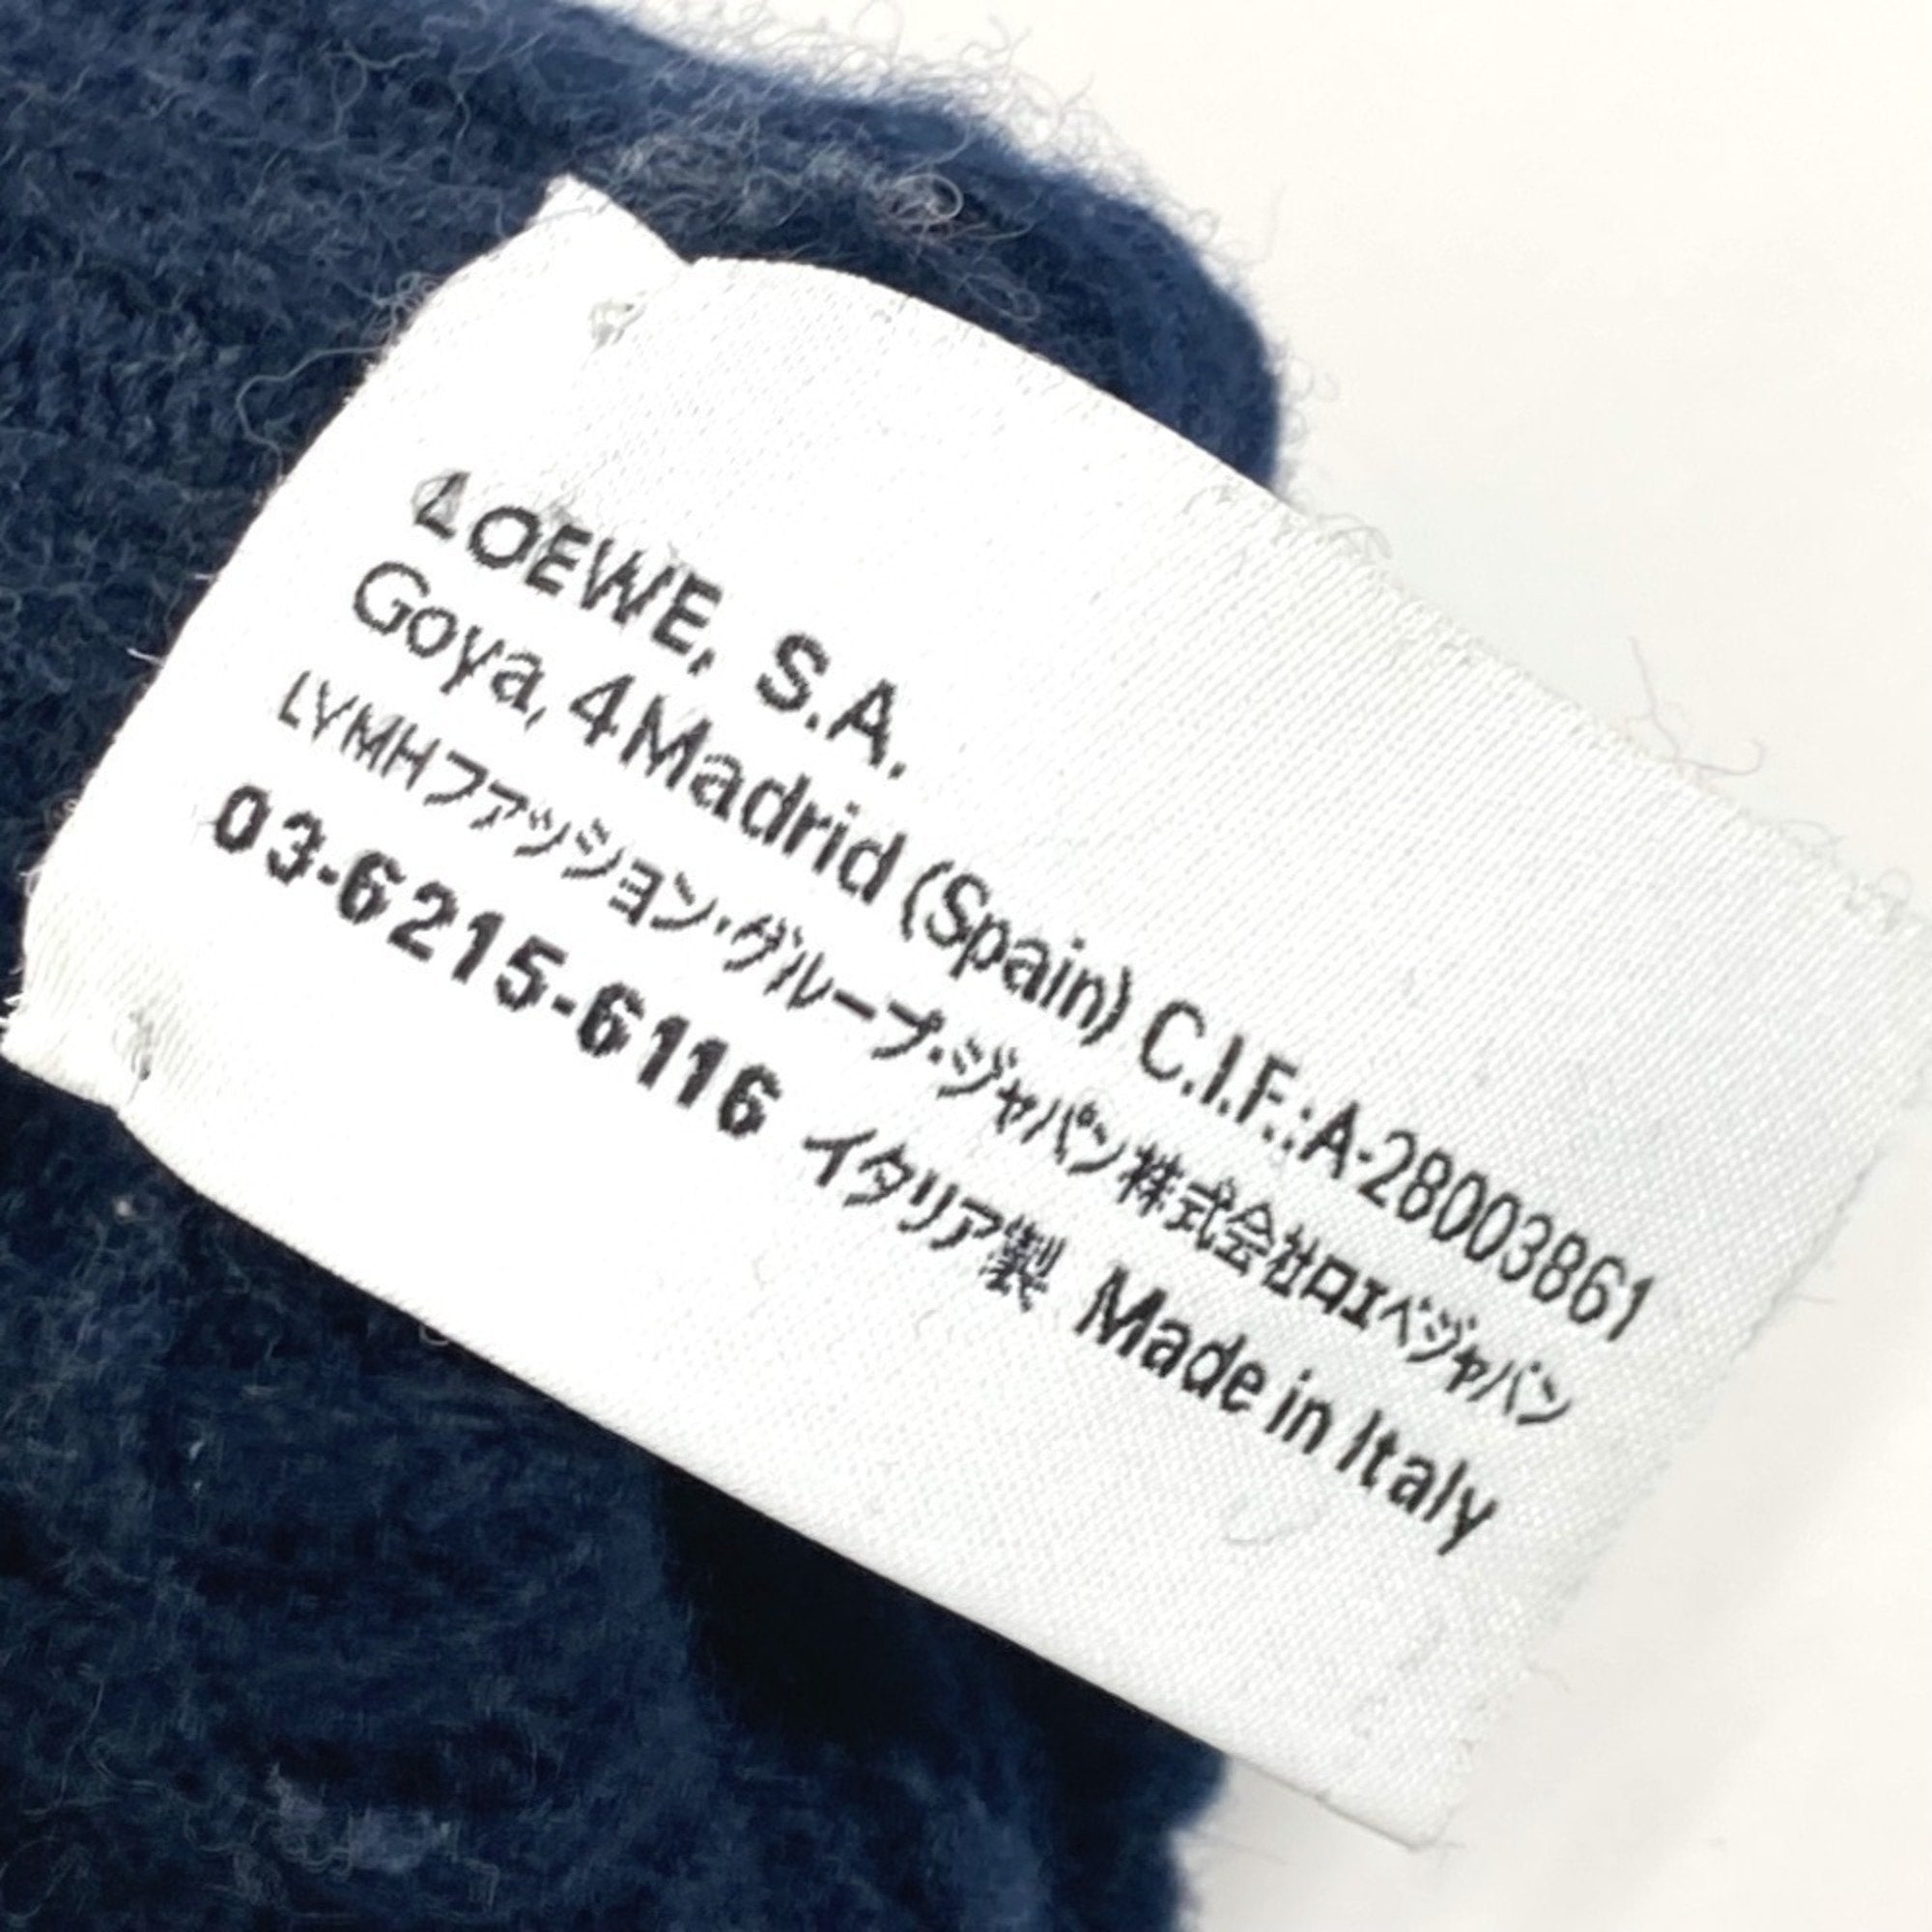 LOEWE, S.A.
Goya, 4 Madrid (Spain) C.I.F.: A-28003861
LVMHファッション・グループ・ジャパン株式会社ロエベジャパン
03-6215-6116 イタリア製 Made in Italy